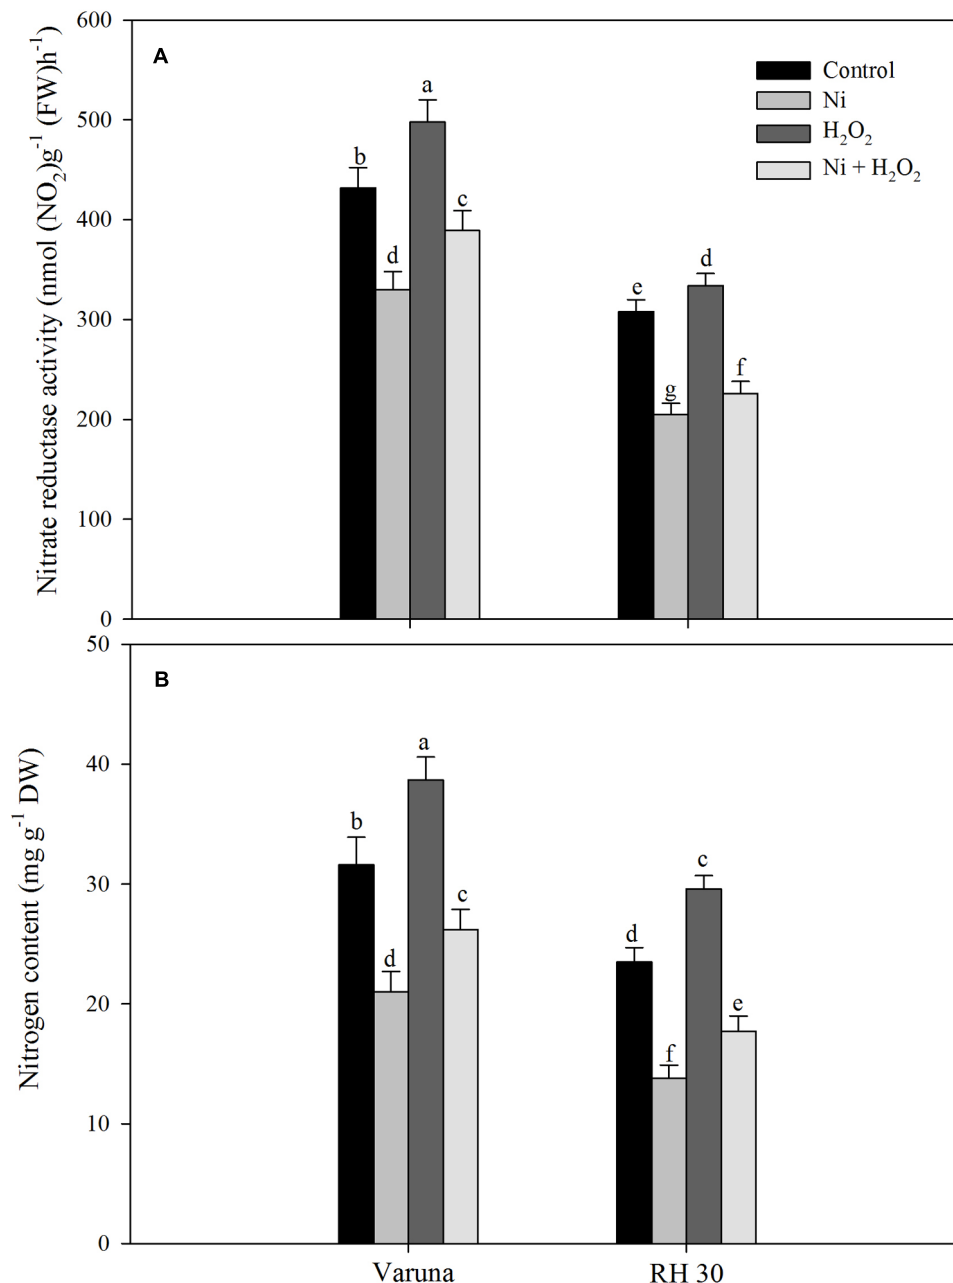 600
500
400
300
200
100
0
Nitrate reductase activity (nmol (NO₂)g⁻¹ (FW)h⁻¹)
A
Control
Ni
H₂O₂
Ni + H₂O₂
b
d
a
c
e
g
d
f
50
40
30
20
10
0
Nitrogen content (mg g⁻¹ DW)
B
b
d
a
c
d
f
c
e
Varuna
RH 30